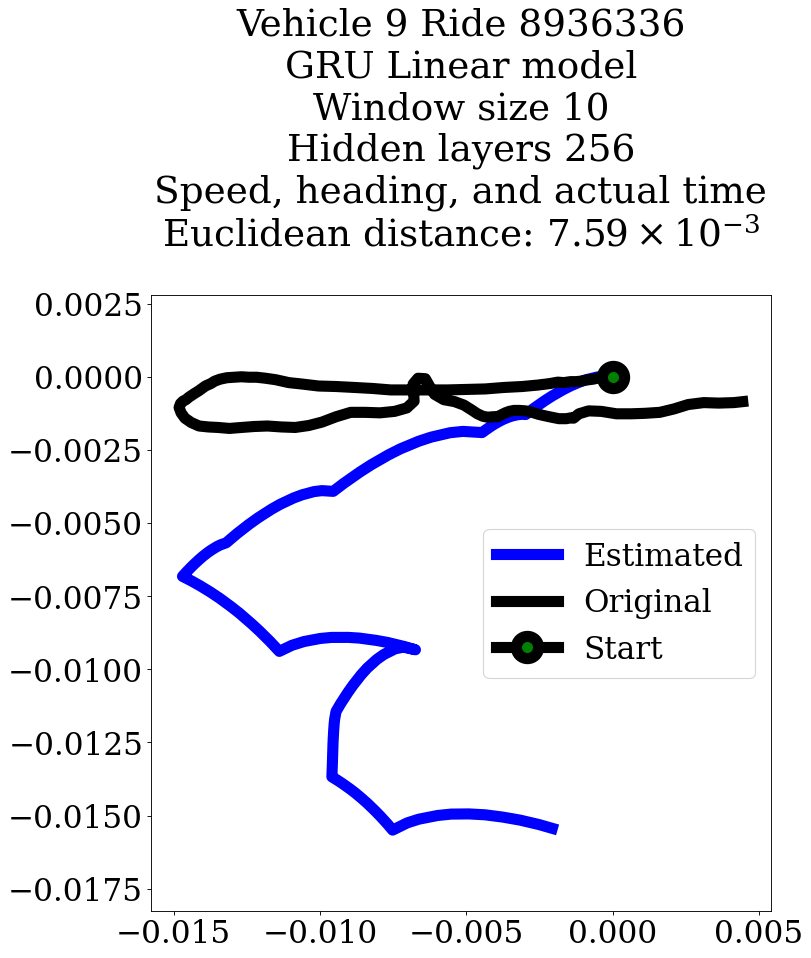 Vehicle 9 Ride 8936336
GRU Linear model
Window size 10
Hidden layers 256
Speed, heading, and actual time
Euclidean distance: 7.59 × 10⁻³
0.0025
0.0000
−0.0025
−0.0050
−0.0075
−0.0100
−0.0125
−0.0150
−0.0175
Estimated
Original
Start
−0.015 −0.010 −0.005 0.000 0.005